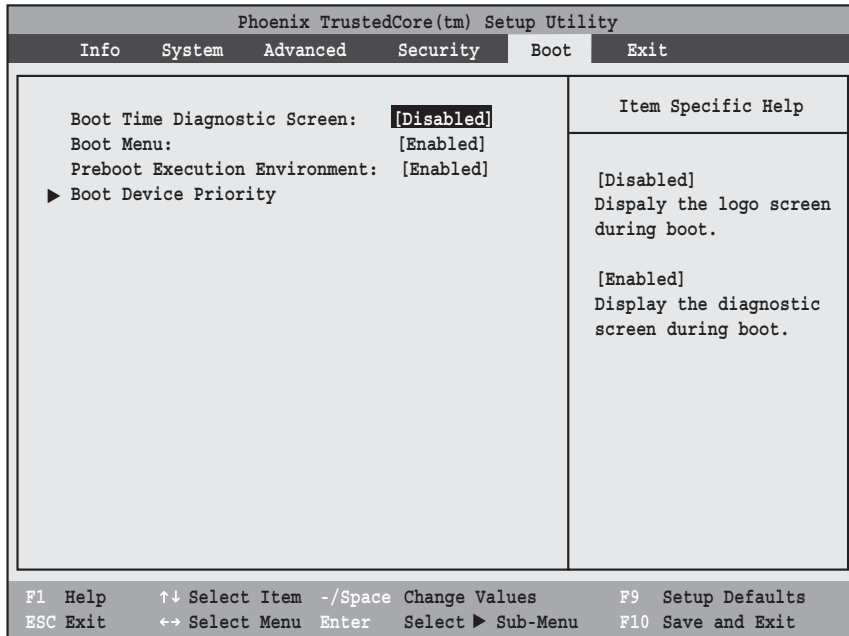 Phoenix TrustedCore(tm) Setup Utility
Info System Advanced Security Boot Exit
Boot Time Diagnostic Screen: [Disabled]
Boot Menu: [Enabled]
Preboot Execution Environment: [Enabled]
▶ Boot Device Priority
Item Specific Help
[Disabled]
Dispaly the logo screen
during boot.
[Enabled]
Display the diagnostic
screen during boot.
F1 Help ↑↓ Select Item -/Space Change Values F9 Setup Defaults
ESC Exit ←→ Select Menu Enter Select ▶ Sub-Menu F10 Save and Exit